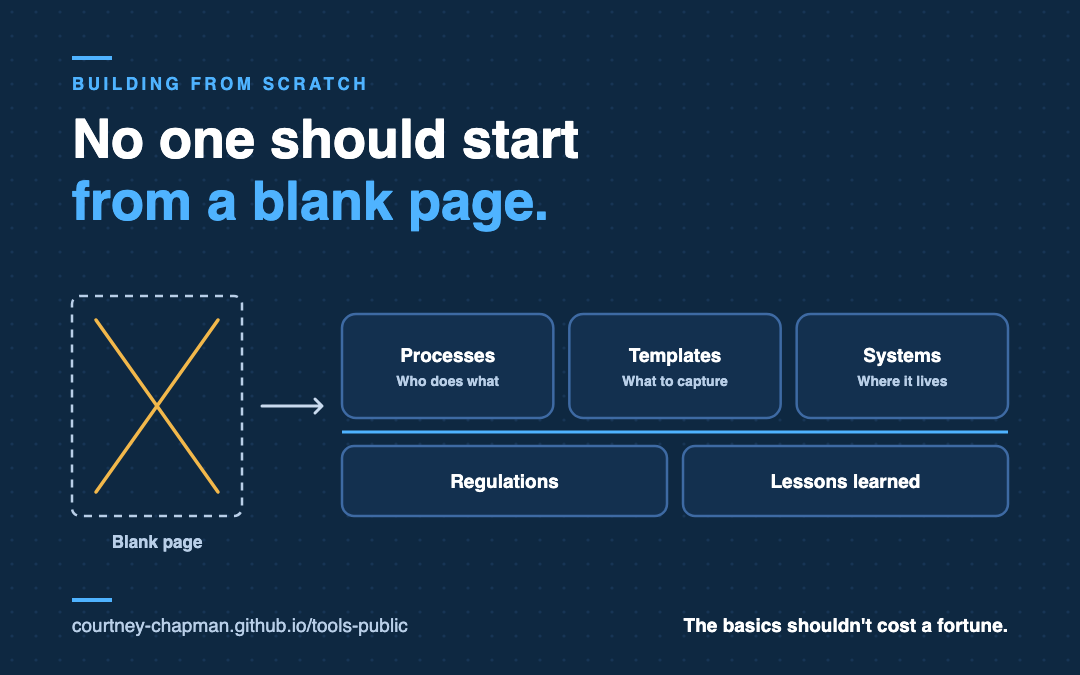 BUILDING FROM SCRATCH
No one should start
from a blank page.
Processes
Who does what
Templates
What to capture
Systems
Where it lives
Regulations
Lessons learned
Blank page
courtney-chapman.github.io/tools-public
The basics shouldn't cost a fortune.